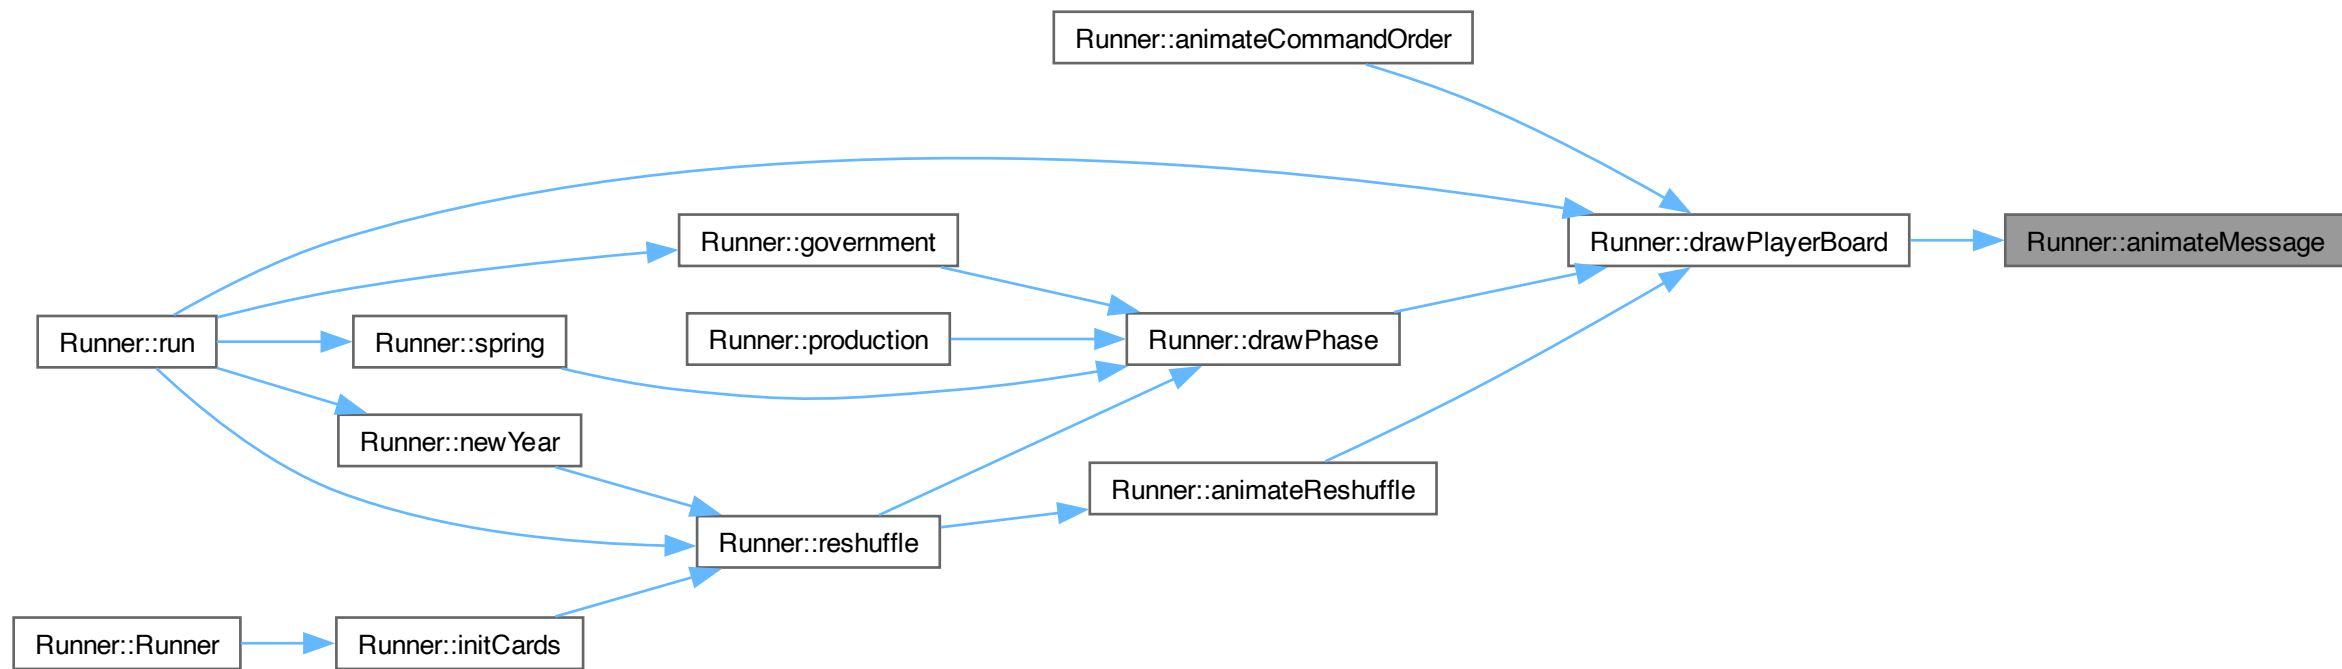 Runner::animateCommandOrder
Runner::government
Runner::drawPlayerBoard
Runner::animateMessage
Runner::run
Runner::spring
Runner::production
Runner::drawPhase
Runner::newYear
Runner::animateReshuffle
Runner::reshuffle
Runner::Runner
Runner::initCards